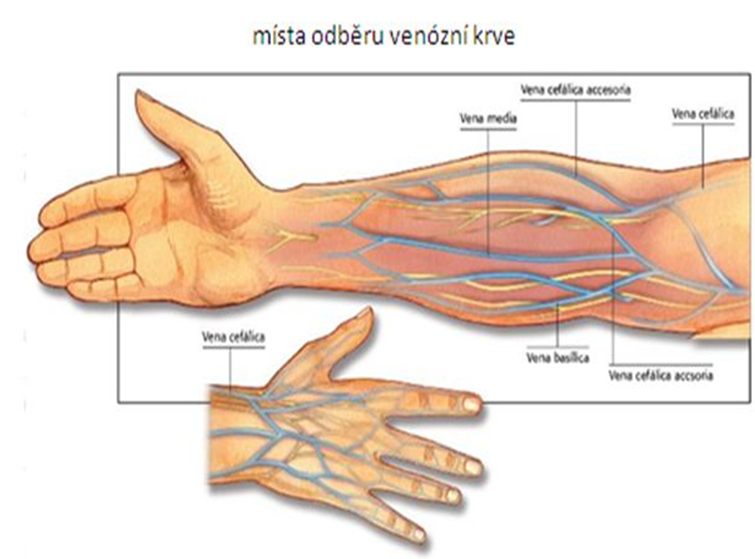 místa odběru venózní krve
Vena cefálica accesoria
Vena media
Vena cefálica
Vena cefálica
Vena basílica
Vena cefálica accsoria